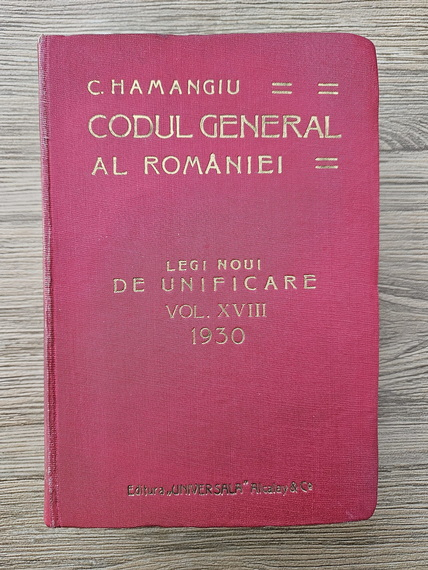 C. HAMANGIU
CODUL GENERAL
AL ROMÂNIEI
LEGI NOUI
DE UNIFICARE
VOL. XVIII
1930
Editura „UNIVERSALA” Alcalay & Cº